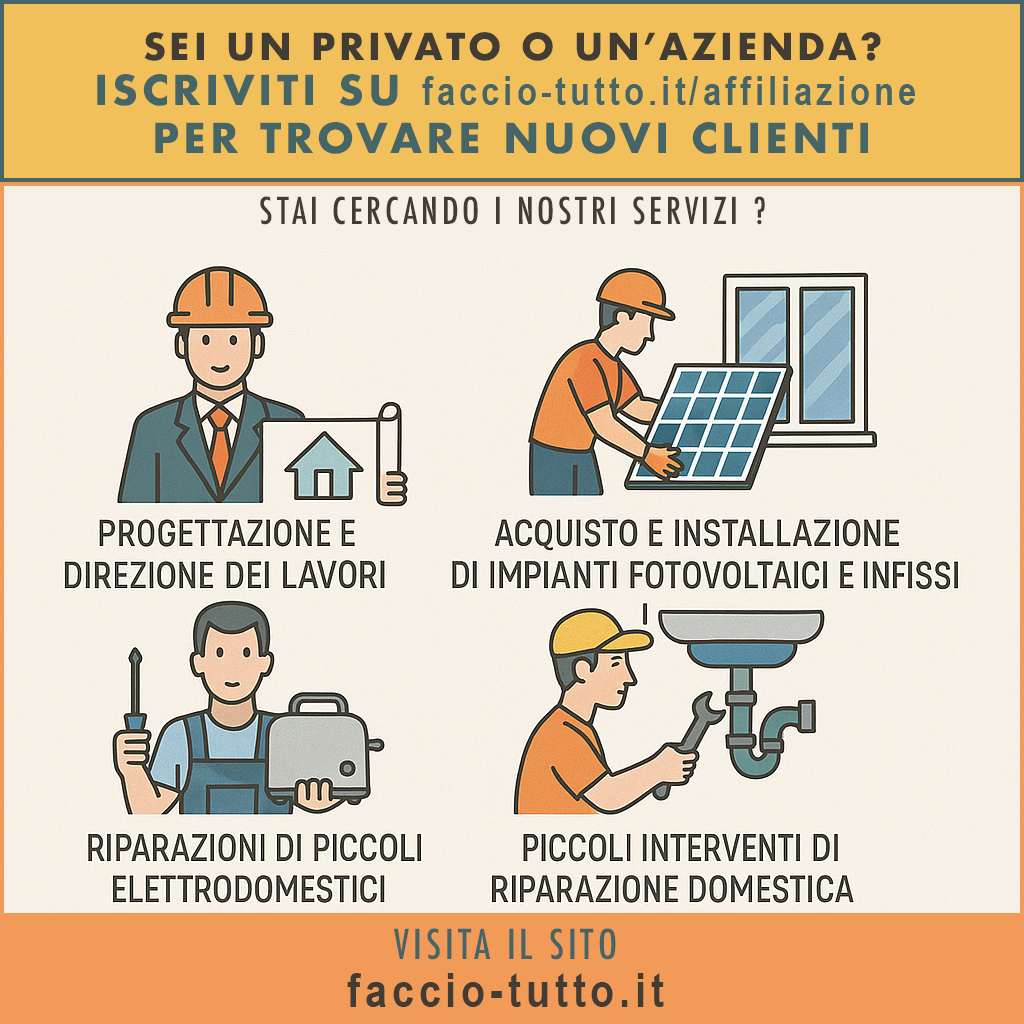 SEI UN PRIVATO O UN'AZIENDA?
ISCRIVITI SU faccio-tutto.it/affiliazione
PER TROVARE NUOVI CLIENTI
STAI CERCANDO I NOSTRI SERVIZI ?
PROGETTAZIONE E
DIREZIONE DEI LAVORI
ACQUISTO E INSTALLAZIONE
DI IMPIANTI FOTOVOLTAICI E INFISSI
RIPARAZIONI DI PICCOLI
ELETTRODOMESTICI
PICCOLI INTERVENTI DI
RIPARAZIONE DOMESTICA
VISITA IL SITO
faccio-tutto.it